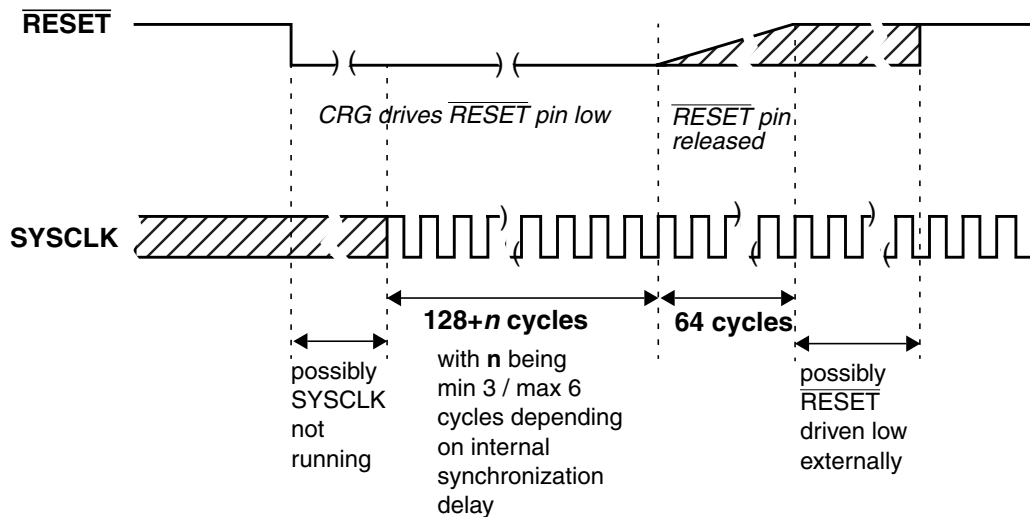 RESET
CRG drives RESET pin low
RESET pin
released
SYSCLK
128+n cycles
64 cycles
with n being
min 3 / max 6
cycles depending
on internal
synchronization
delay
possibly
SYSCLK
not
running
possibly
RESET
driven low
externally